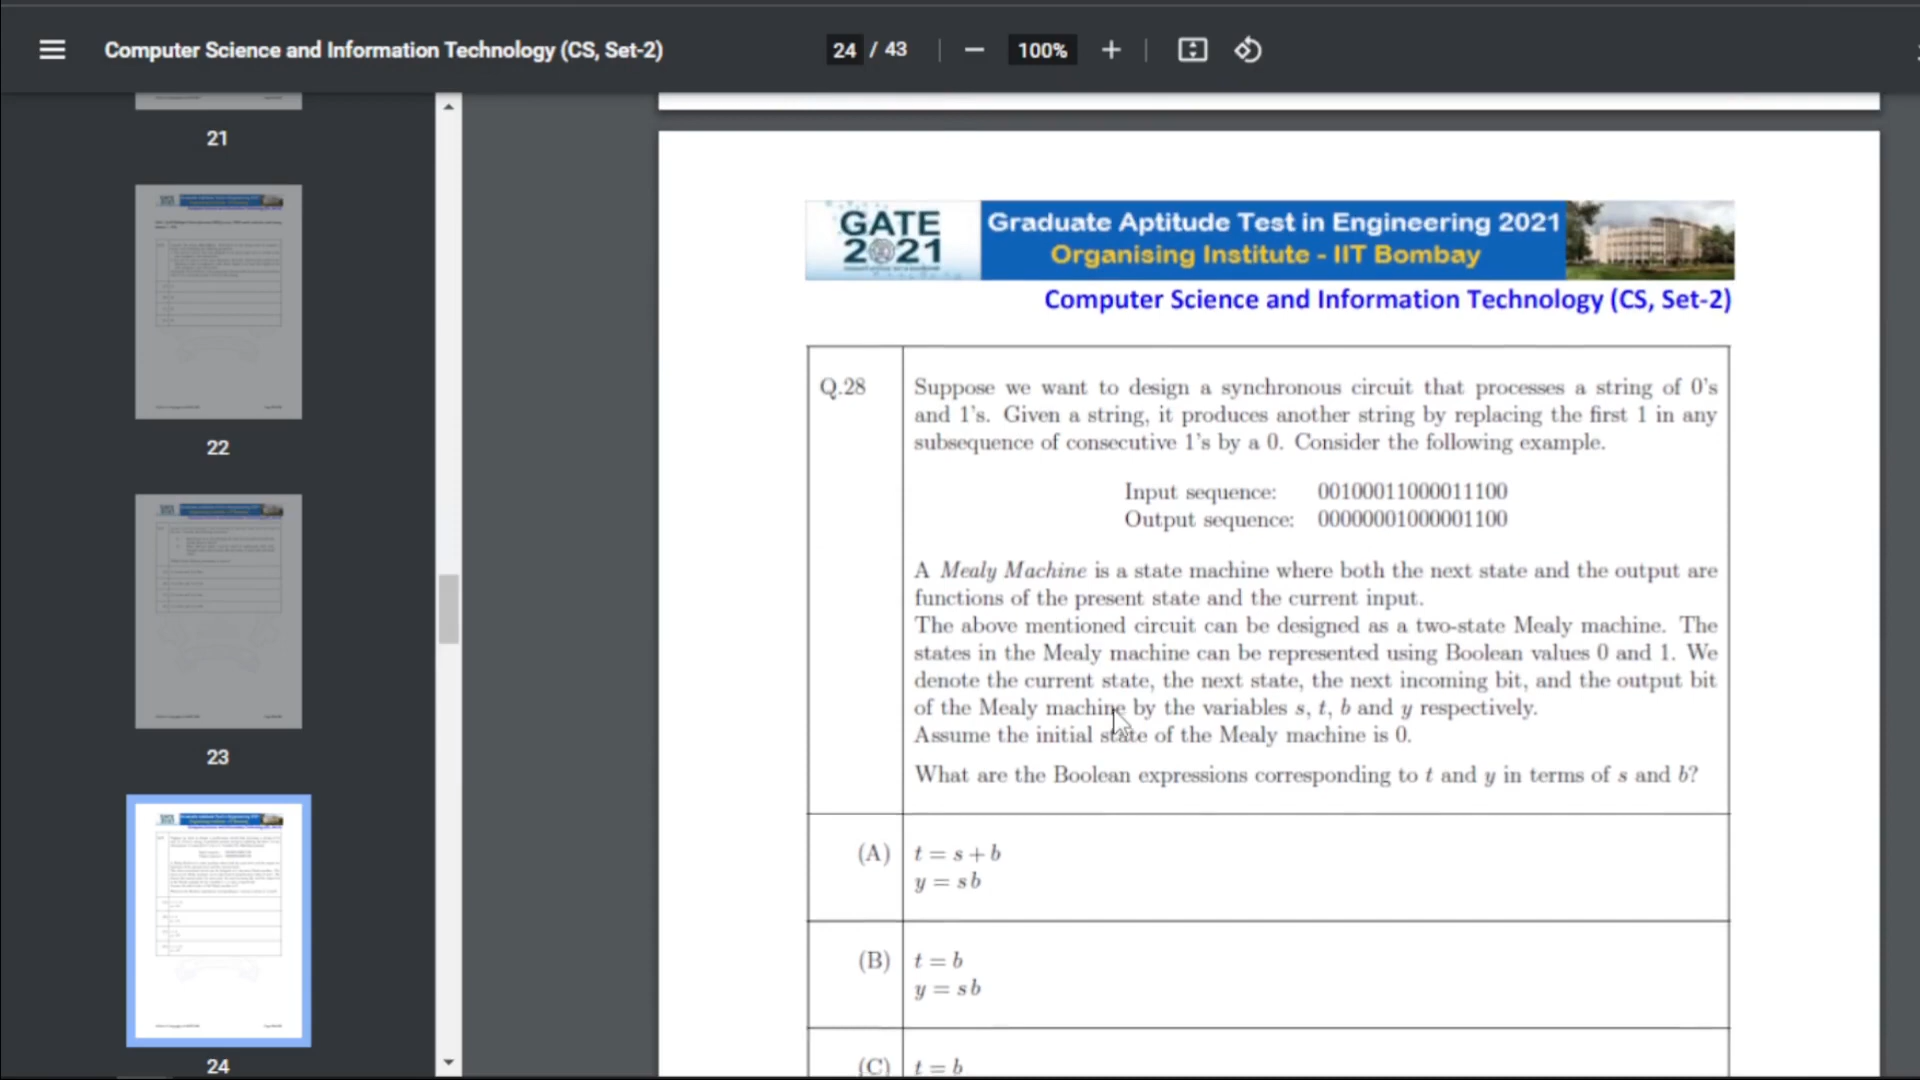 Computer Science and Information Technology (CS, Set-2)
24 / 43
100%
21
22
23
24
GATE
2021
Graduate Aptitude Test in Engineering 2021
Organising Institute - IIT Bombay
Computer Science and Information Technology (CS, Set-2)
Q.28
Suppose we want to design a synchronous circuit that processes a string of 0's
and 1's. Given a string, it produces another string by replacing the first 1 in any
subsequence of consecutive 1's by a 0. Consider the following example.
Input sequence: 00100011000011100
Output sequence: 00000001000001100
A Mealy Machine is a state machine where both the next state and the output are
functions of the present state and the current input.
The above mentioned circuit can be designed as a two-state Mealy machine. The
states in the Mealy machine can be represented using Boolean values 0 and 1. We
denote the current state, the next state, the next incoming bit, and the output bit
of the Mealy machine by the variables s, t, b and y respectively.
Assume the initial state of the Mealy machine is 0.
What are the Boolean expressions corresponding to t and y in terms of s and b?
(A) t = s + b
y = sb
(B) t = b
y = sb
(C) t = b